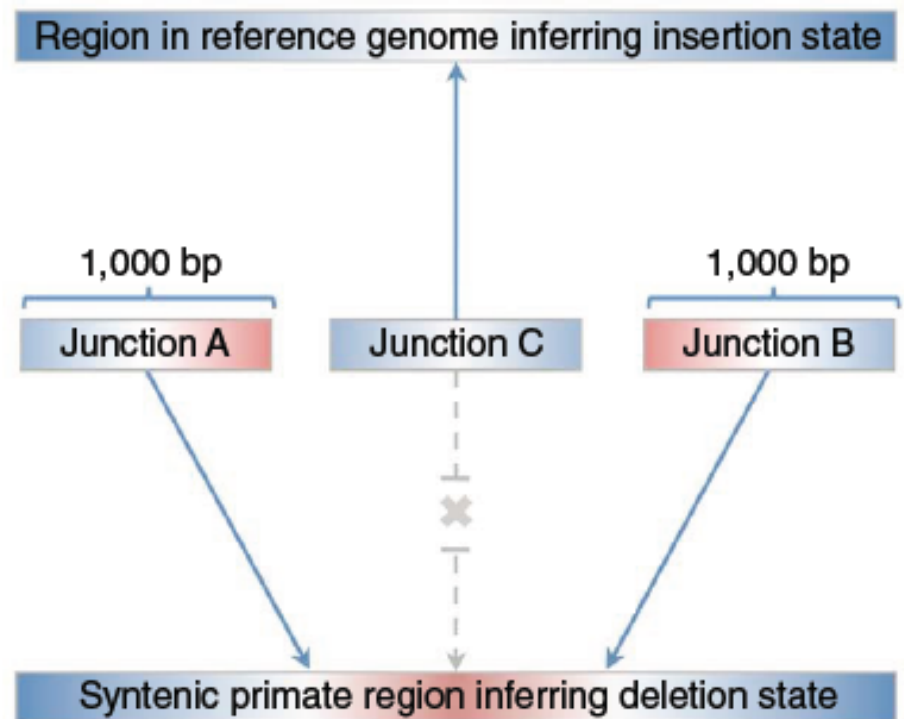 Region in reference genome inferring insertion state
1,000 bp
1,000 bp
Junction A
Junction C
Junction B
Syntenic primate region inferring deletion state